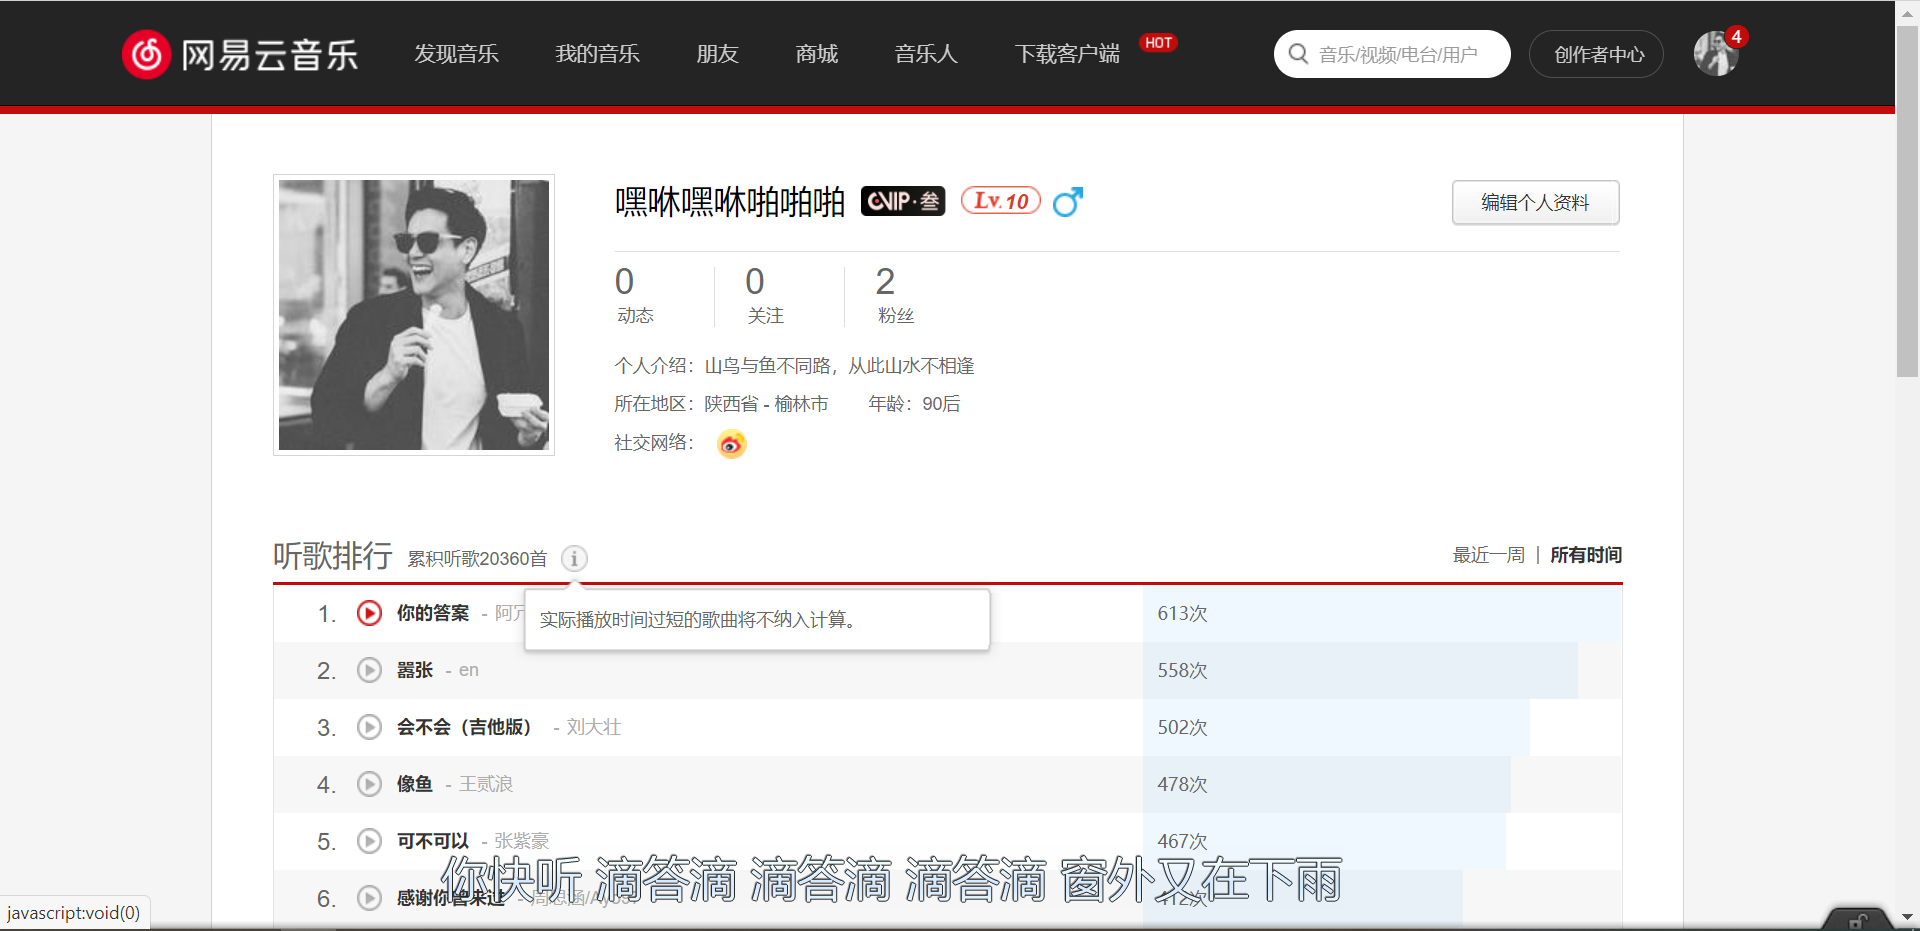 网易云音乐 发现音乐 我的音乐 朋友 商城 音乐人 下载客户端 HOT 音乐/视频/电台/用户 创作者中心 4
嘿咻嘿咻啪啪啪 VIP·叁 Lv.10 编辑个人资料
0 0 2
动态 关注 粉丝
个人介绍：山鸟与鱼不同路，从此山水不相逢
所在地区：陕西省 - 榆林市 年龄：90后
社交网络：
听歌排行 累积听歌20360首 i 最近一周 | 所有时间
1. 你的答案 - 阿冗 613次
实际播放时间过短的歌曲将不纳入计算。
2. 嚣张 - en 558次
3. 会不会（吉他版） - 刘大壮 502次
4. 像鱼 - 王贰浪 478次
5. 可不可以 - 张紫豪 467次
你快听 滴答滴 滴答滴 滴答滴 窗外又在下雨
6. 感谢你曾来过 - 周思涵/Ay 412次
javascript:void(0)